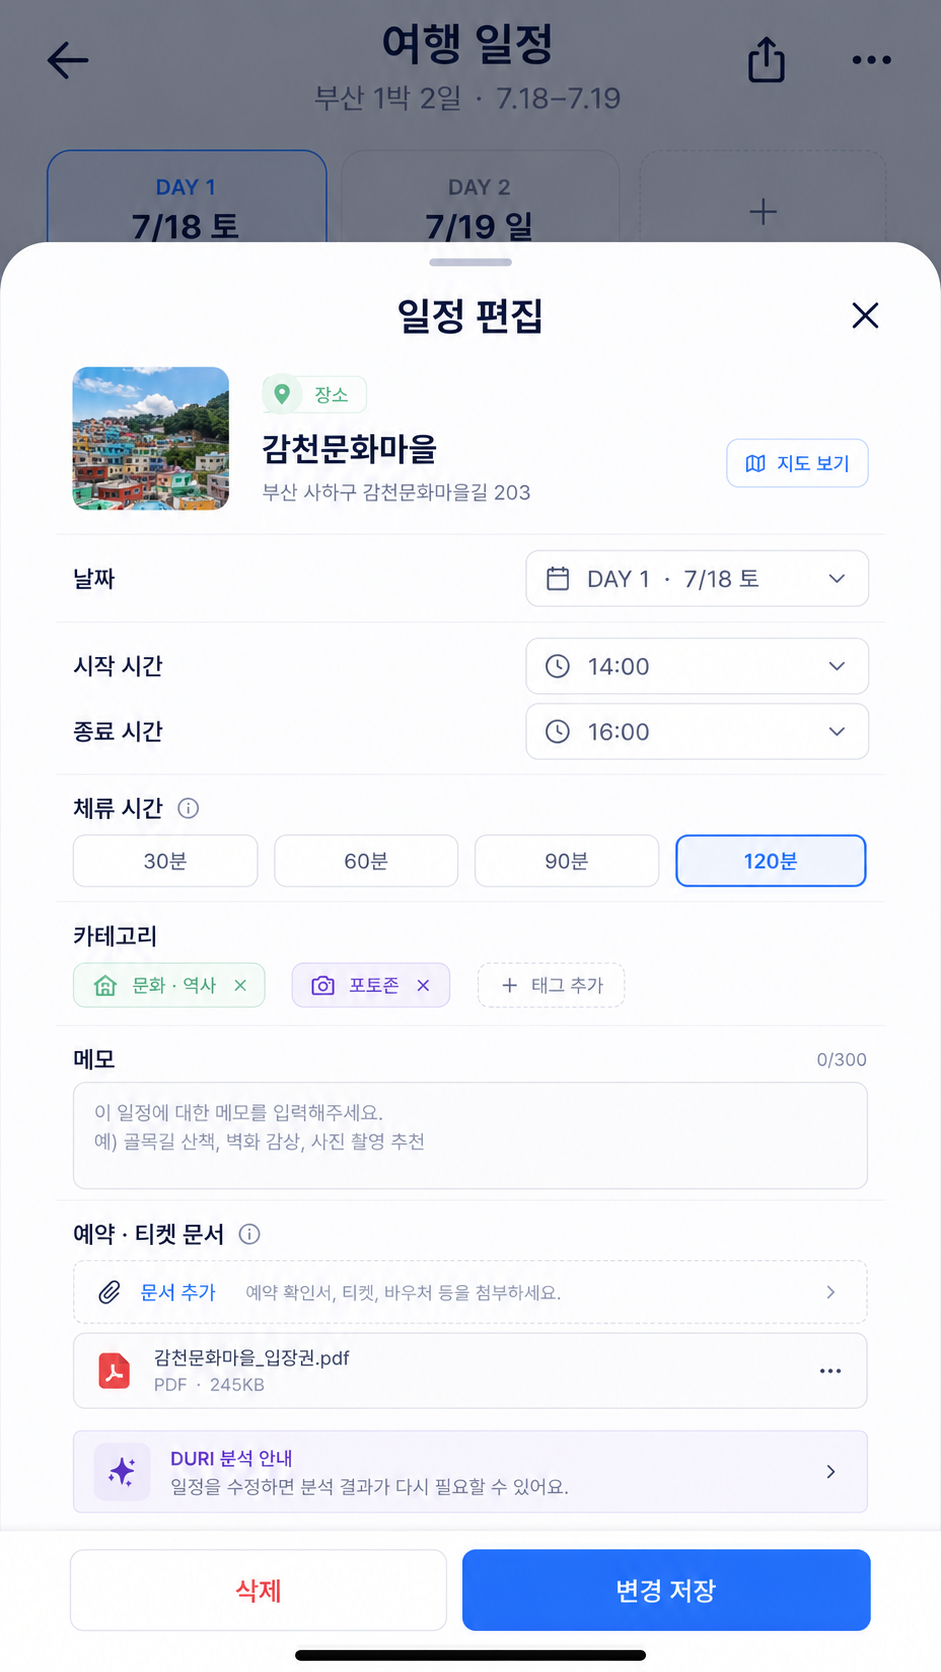 여행 일정
부산 1박 2일 · 7.18–7.19
DAY 1
7/18 토
DAY 2
7/19 일
일정 편집
장소
감천문화마을
부산 사하구 감천문화마을길 203
지도 보기
날짜
DAY 1 · 7/18 토
시작 시간
14:00
종료 시간
16:00
체류 시간
30분
60분
90분
120분
카테고리
문화 · 역사
포토존
태그 추가
메모
0/300
이 일정에 대한 메모를 입력해주세요.
예) 골목길 산책, 벽화 감상, 사진 촬영 추천
예약 · 티켓 문서
문서 추가
예약 확인서, 티켓, 바우처 등을 첨부하세요.
감천문화마을_입장권.pdf
PDF · 245KB
DURI 분석 안내
일정을 수정하면 분석 결과가 다시 필요할 수 있어요.
삭제
변경 저장